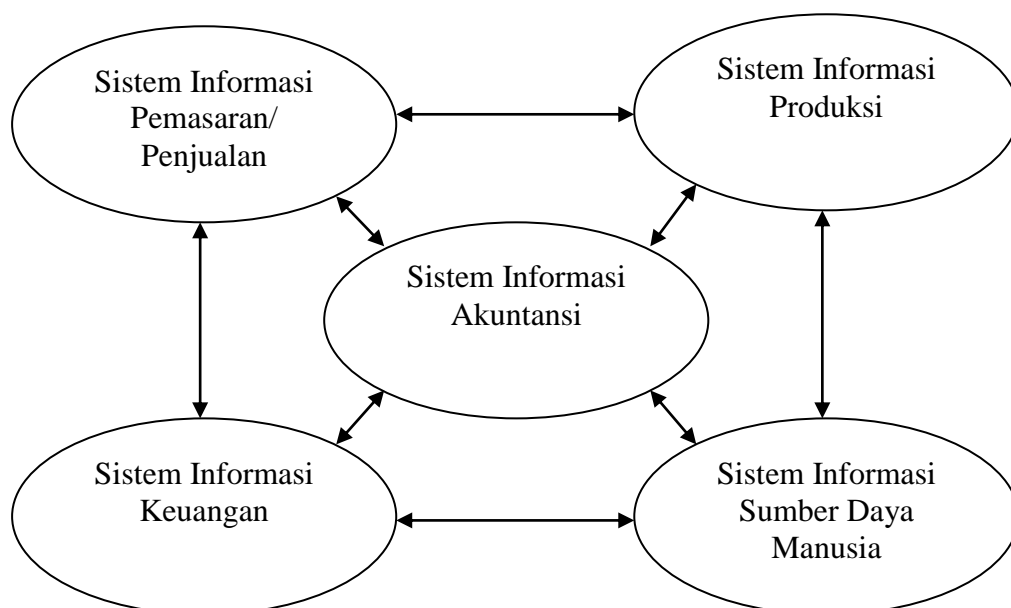 Sistem Informasi
Pemasaran/
Penjualan
Sistem Informasi
Produksi
Sistem Informasi
Akuntansi
Sistem Informasi
Keuangan
Sistem Informasi
Sumber Daya
Manusia